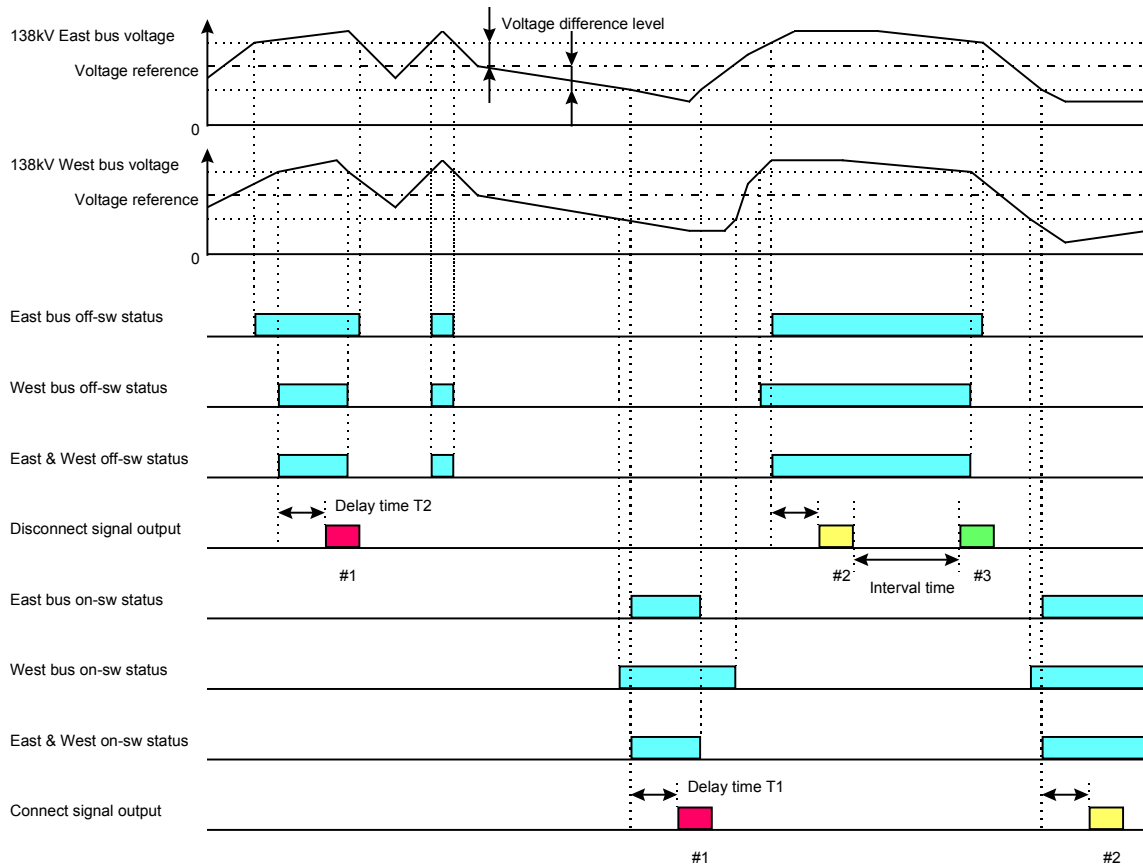 Voltage difference level
138kV East bus voltage
Voltage reference
0
138kV West bus voltage
Voltage reference
0
East bus off-sw status
West bus off-sw status
East & West off-sw status
Delay time T2
Disconnect signal output
#1
#2
#3
Interval time
East bus on-sw status
West bus on-sw status
East & West on-sw status
Delay time T1
Connect signal output
#1
#2